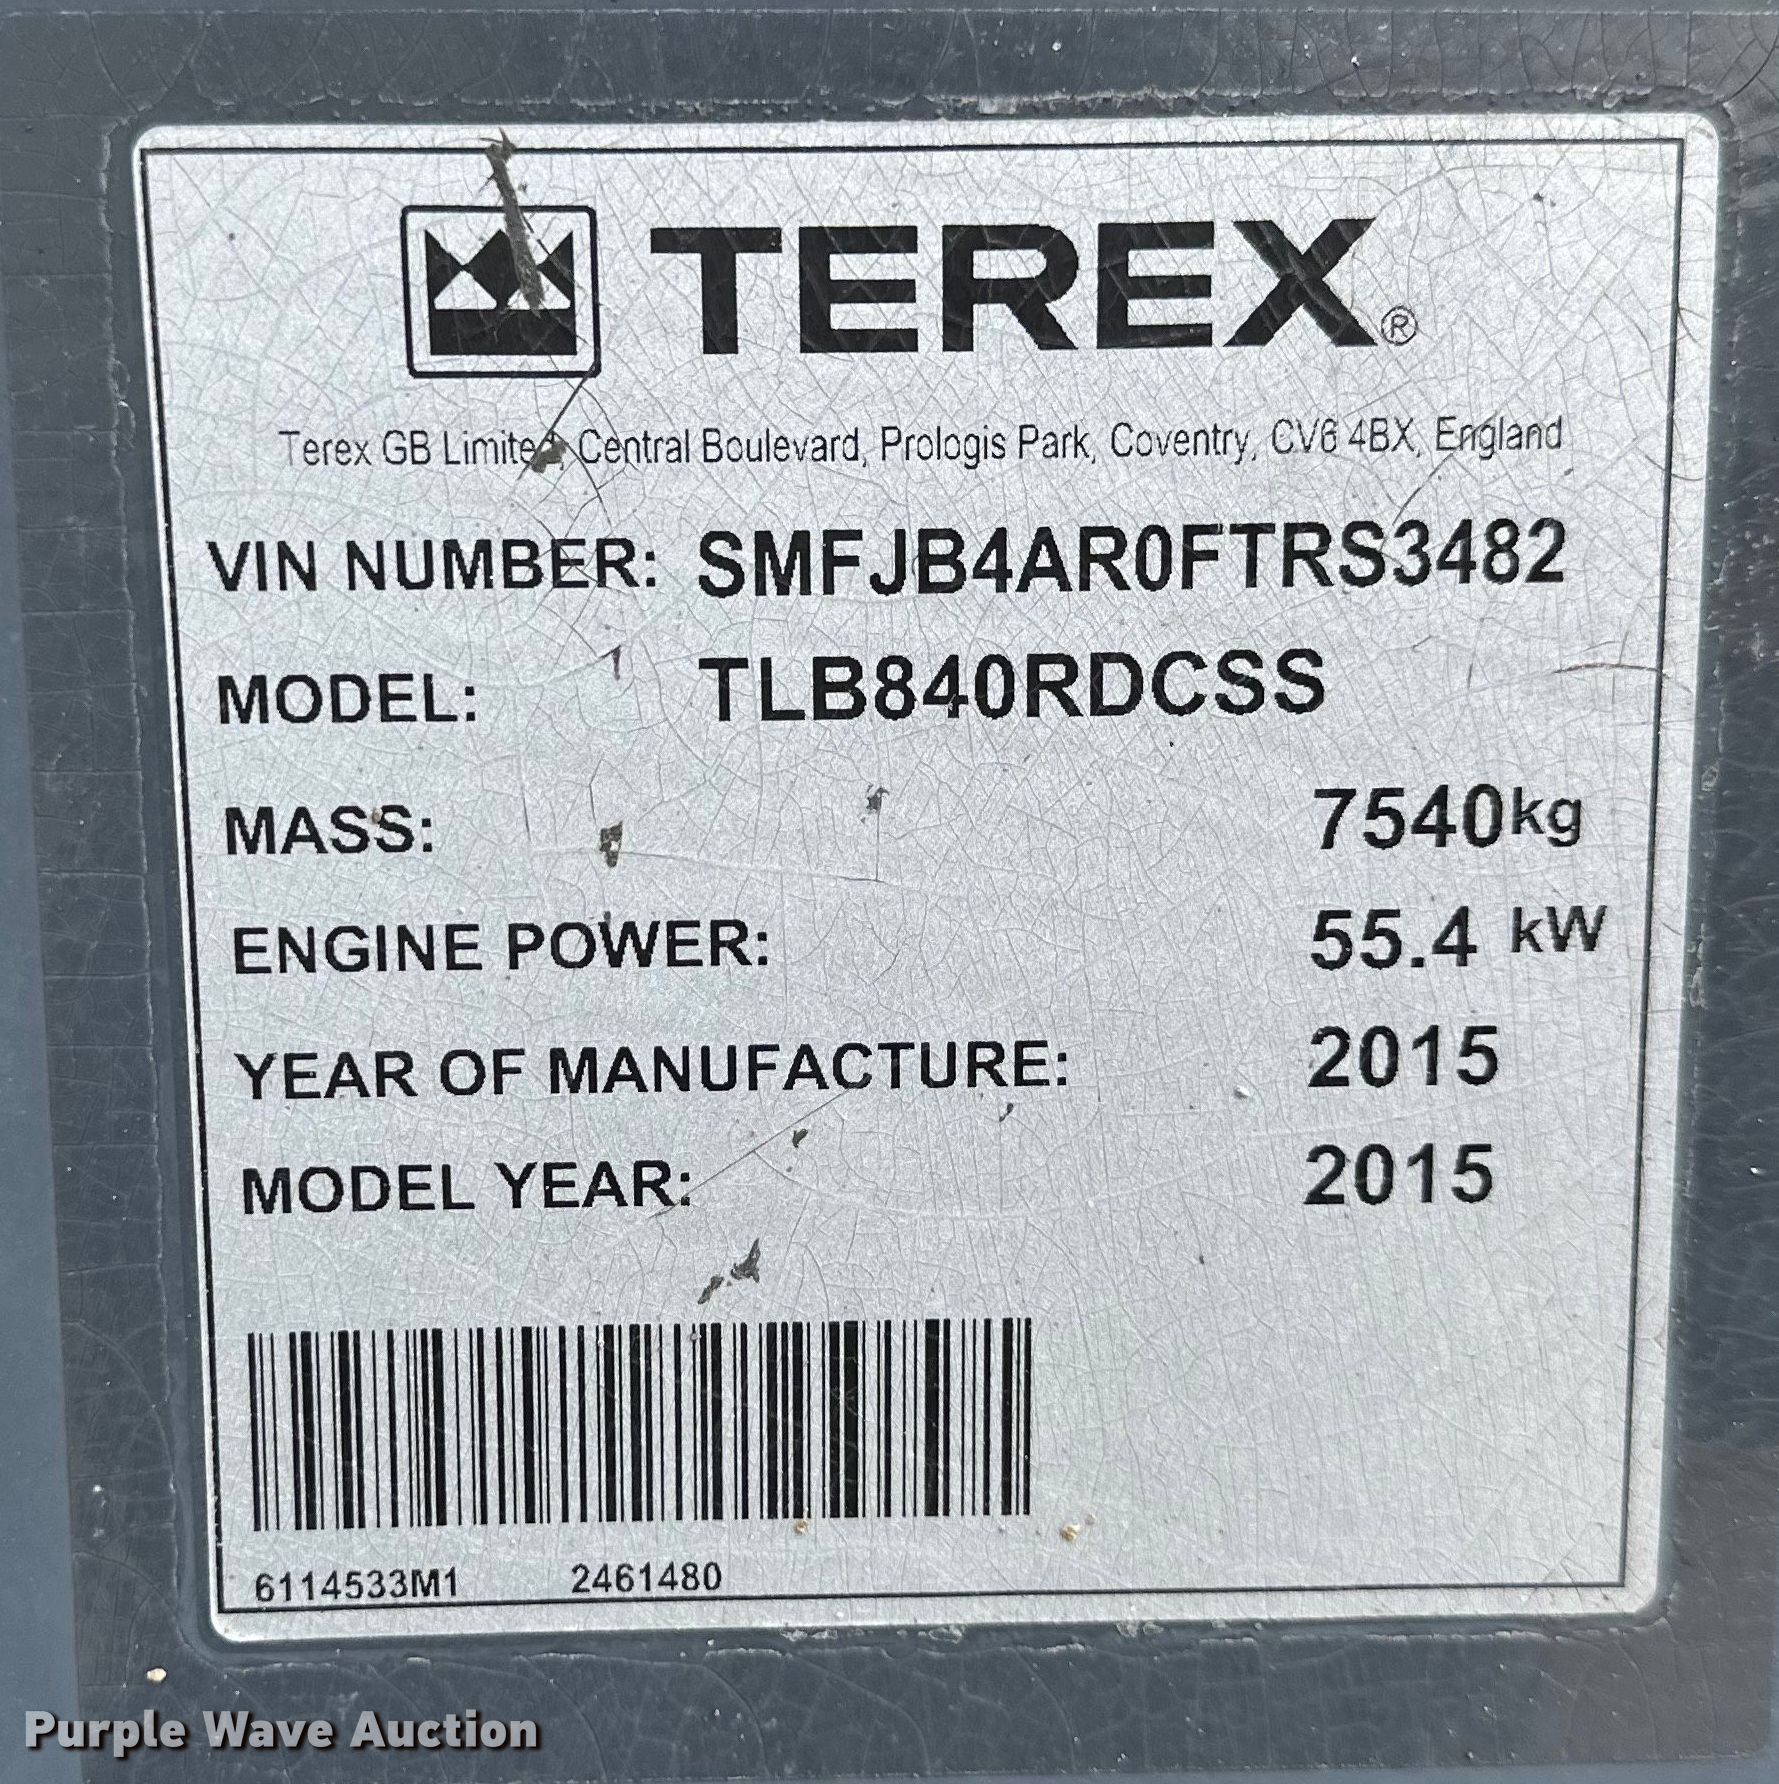 TEREX®
Terex GB Limited, Central Boulevard, Prologis Park, Coventry, CV6 4BX, England
VIN NUMBER: SMFJB4AR0FTRS3482
MODEL: TLB840RDCSS
MASS: 7540kg
ENGINE POWER: 55.4 kW
YEAR OF MANUFACTURE: 2015
MODEL YEAR: 2015
6114533M1 2461480
Purple Wave Auction